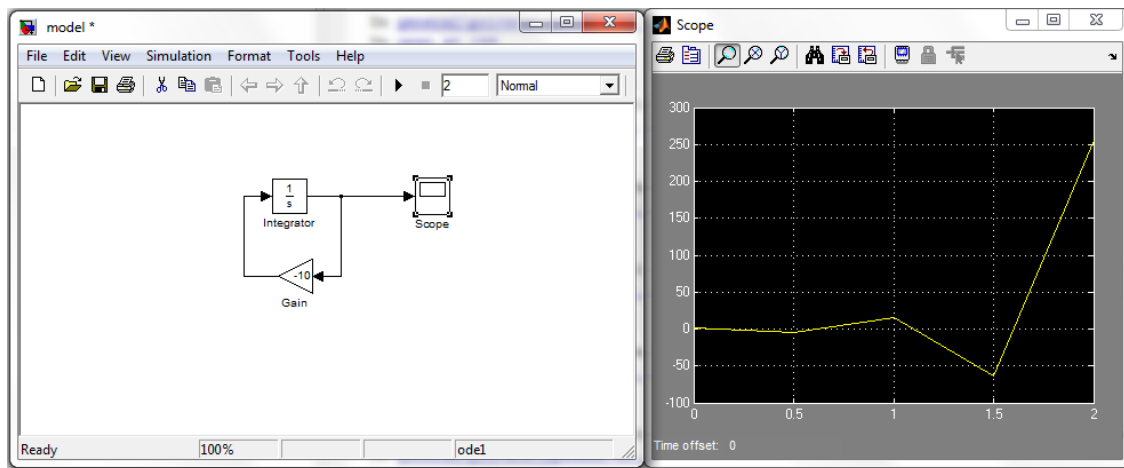 model *
File Edit View Simulation Format Tools Help
2 Normal
1
s
Integrator
Scope
-10
Gain
Ready 100% ode1
Scope
300
250
200
150
100
50
0
-50
-100
0 0.5 1 1.5 2
Time offset: 0